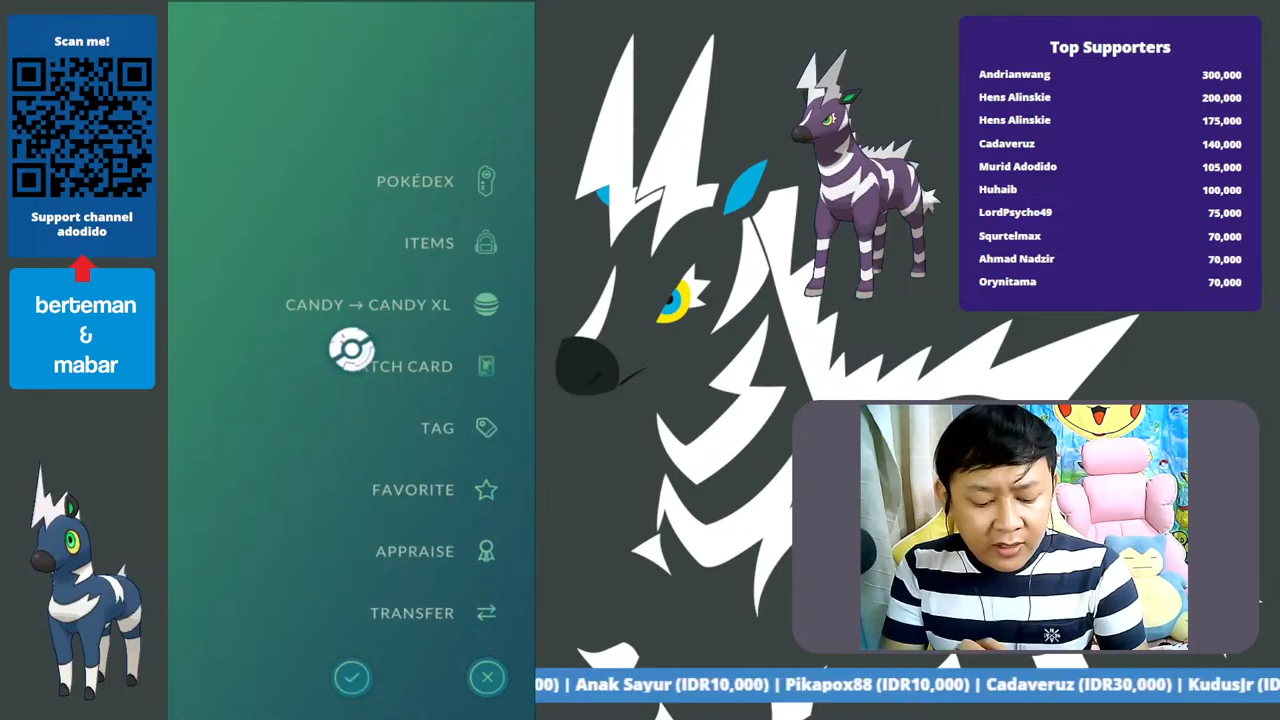 Scan me!
Support channel
adodido
berteman
&
mabar
POKÉDEX
ITEMS
CANDY → CANDY XL
TCH CARD
TAG
FAVORITE
APPRAISE
TRANSFER
Top Supporters
Andrianwang 300,000
Hens Alinskie 200,000
Hens Alinskie 175,000
Cadaveruz 140,000
Murid Adodido 105,000
Huhaib 100,000
LordPsycho49 75,000
Squrtelmax 70,000
Ahmad Nadzir 70,000
Orynitama 70,000
00) | Anak Sayur (IDR10,000) | Pikapox88 (IDR10,000) | Cadaveruz (IDR30,000) | KudusJr (ID